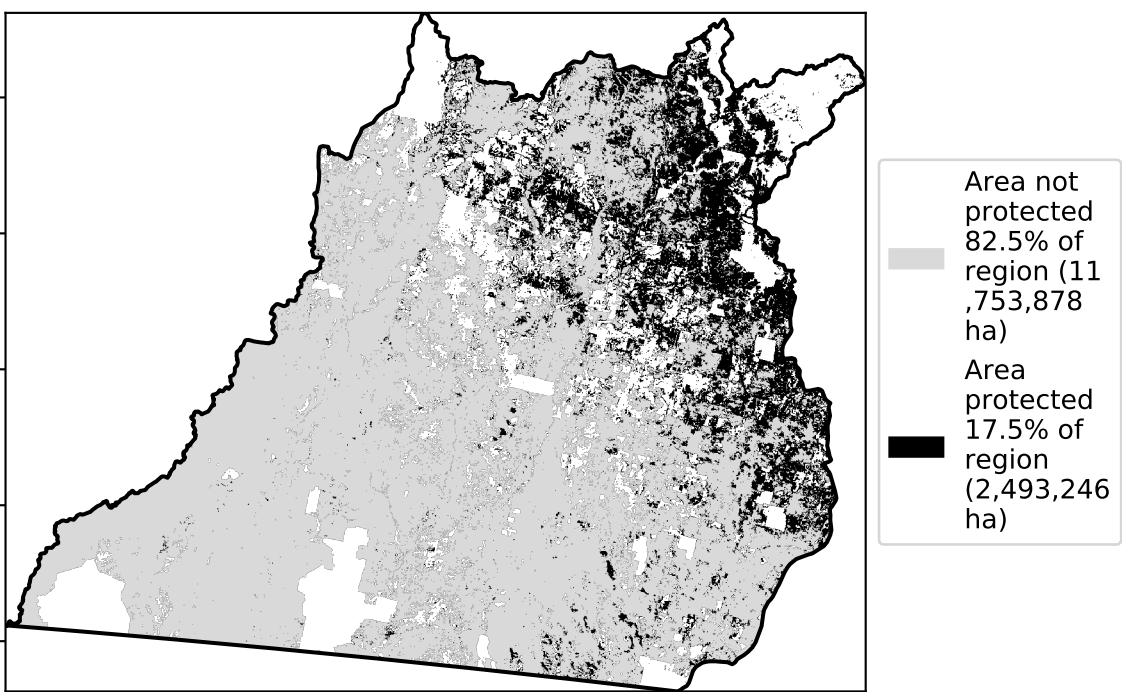 Area not
protected
82.5% of
region (11
,753,878
ha)
Area
protected
17.5% of
region
(2,493,246
ha)